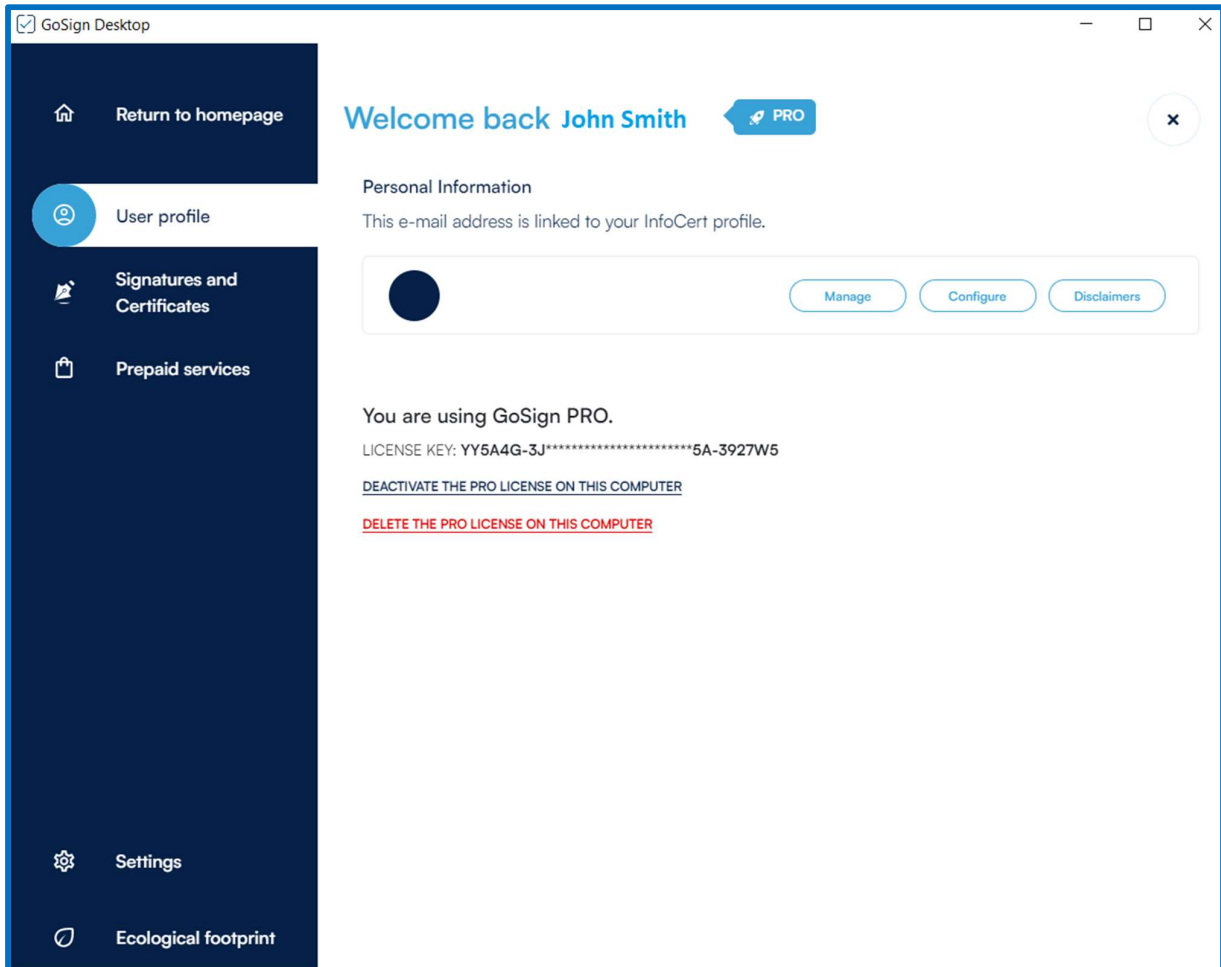 GoSign Desktop
Return to homepage
User profile
Signatures and
Certificates
Prepaid services
Settings
Ecological footprint
Welcome back John Smith
PRO
Personal Information
This e-mail address is linked to your InfoCert profile.
Manage
Configure
Disclaimers
You are using GoSign PRO.
LICENSE KEY: YY5A4G-3J***********************5A-3927W5
DEACTIVATE THE PRO LICENSE ON THIS COMPUTER
DELETE THE PRO LICENSE ON THIS COMPUTER